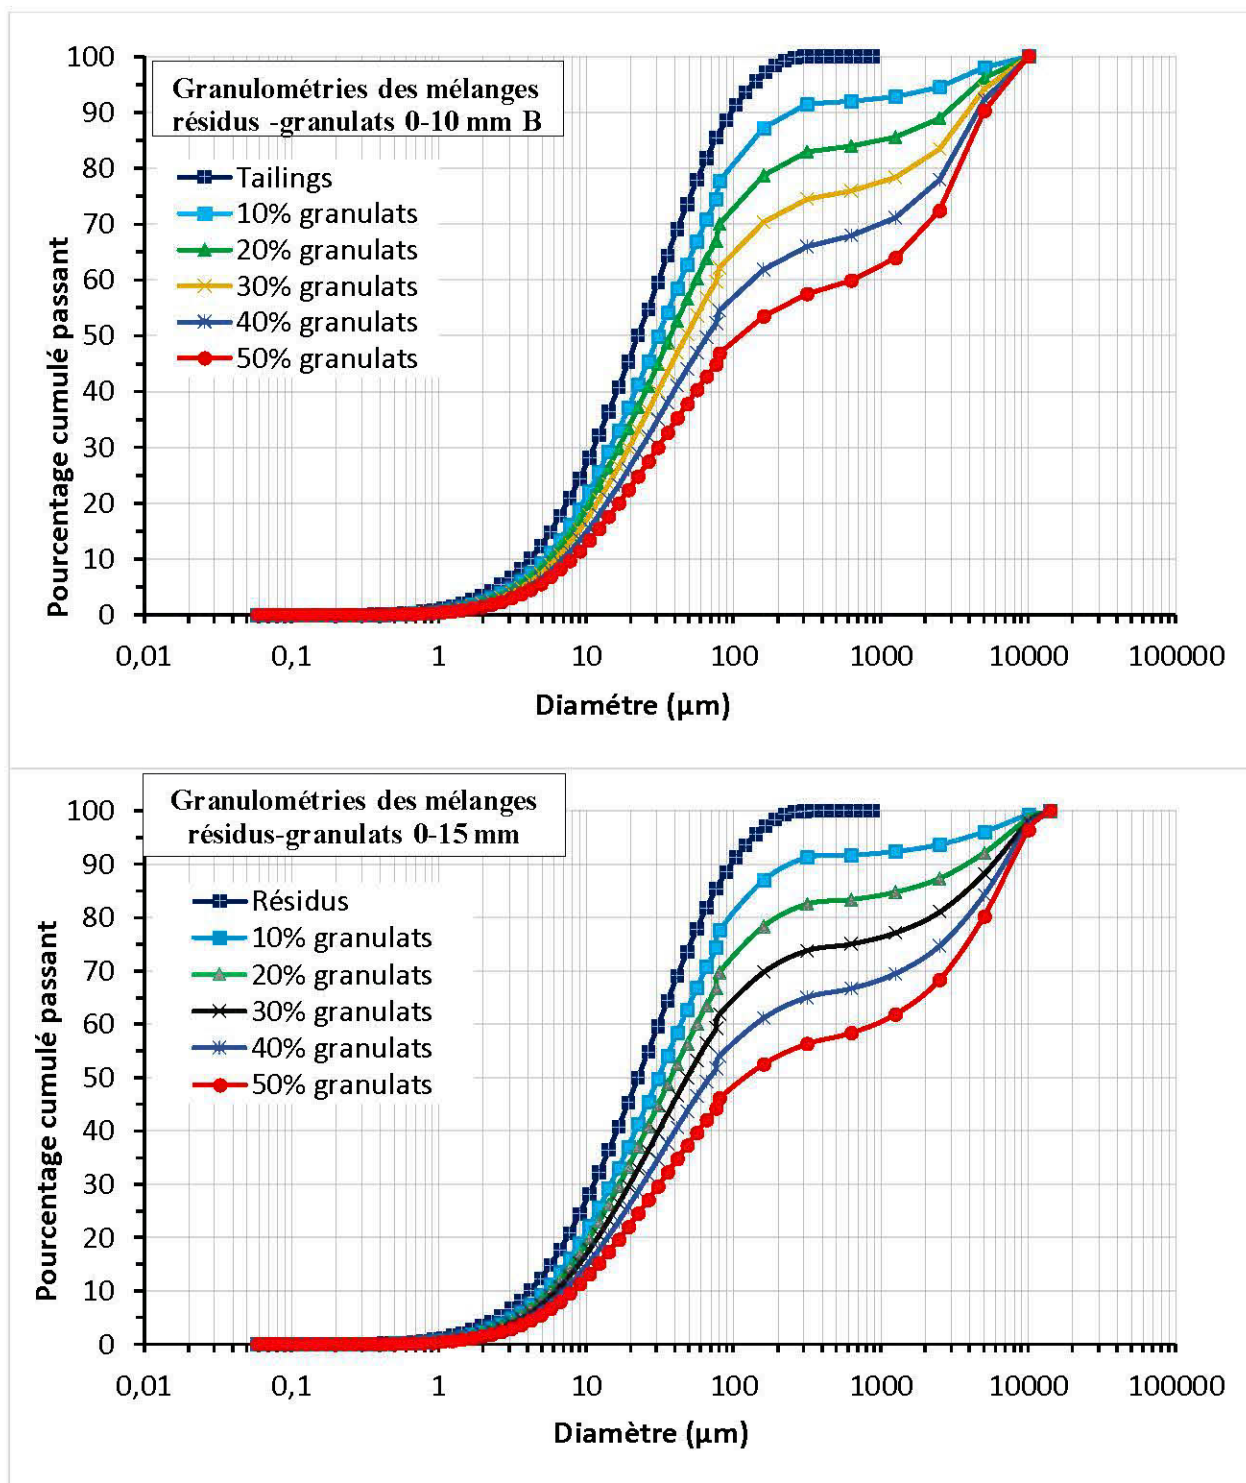 Granulométries des mélanges
résidus -granulats 0-10 mm B
Tailings
10% granulats
20% granulats
30% granulats
40% granulats
50% granulats
Pourcentage cumulé passant
100
90
80
70
60
50
40
30
20
10
0
0,01 0,1 1 10 100 1000 10000 100000
Diamétre (µm)
Granulométries des mélanges
résidus-granulats 0-15 mm
Résidus
10% granulats
20% granulats
30% granulats
40% granulats
50% granulats
Pourcentage cumulé passant
100
90
80
70
60
50
40
30
20
10
0
0,01 0,1 1 10 100 1000 10000 100000
Diamètre (µm)